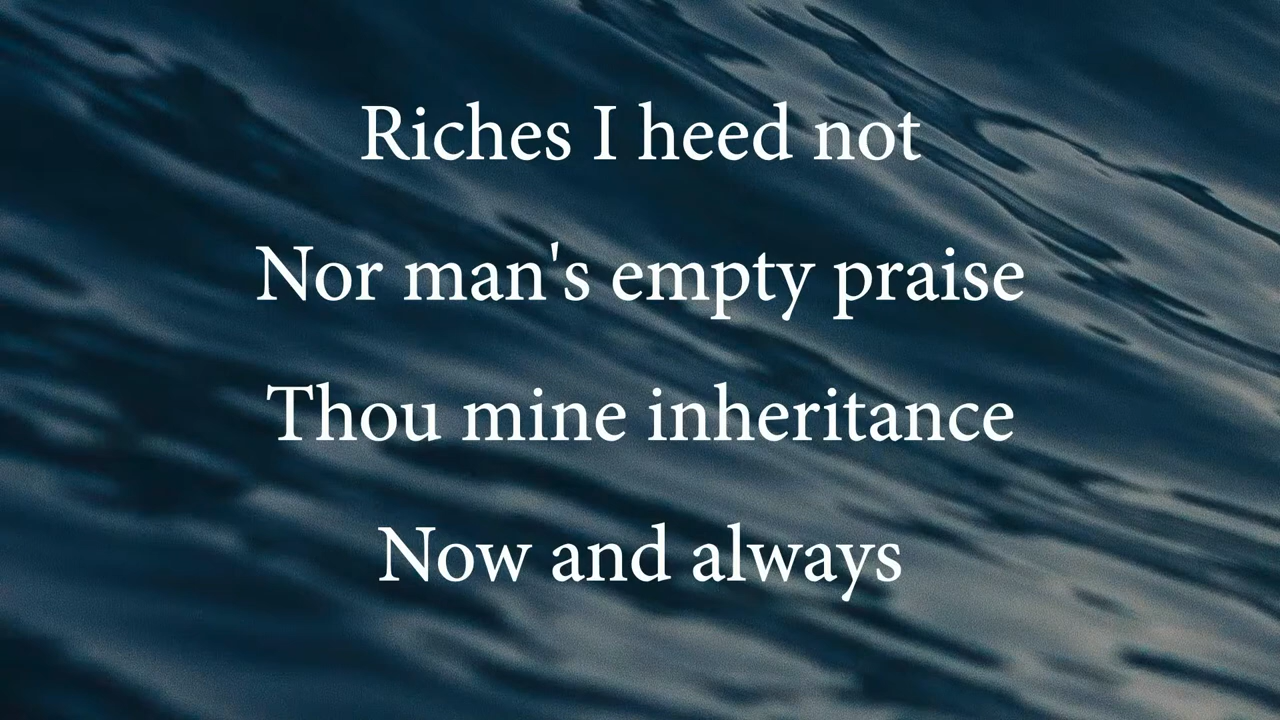 Riches I heed not
Nor man's empty praise
Thou mine inheritance
Now and always